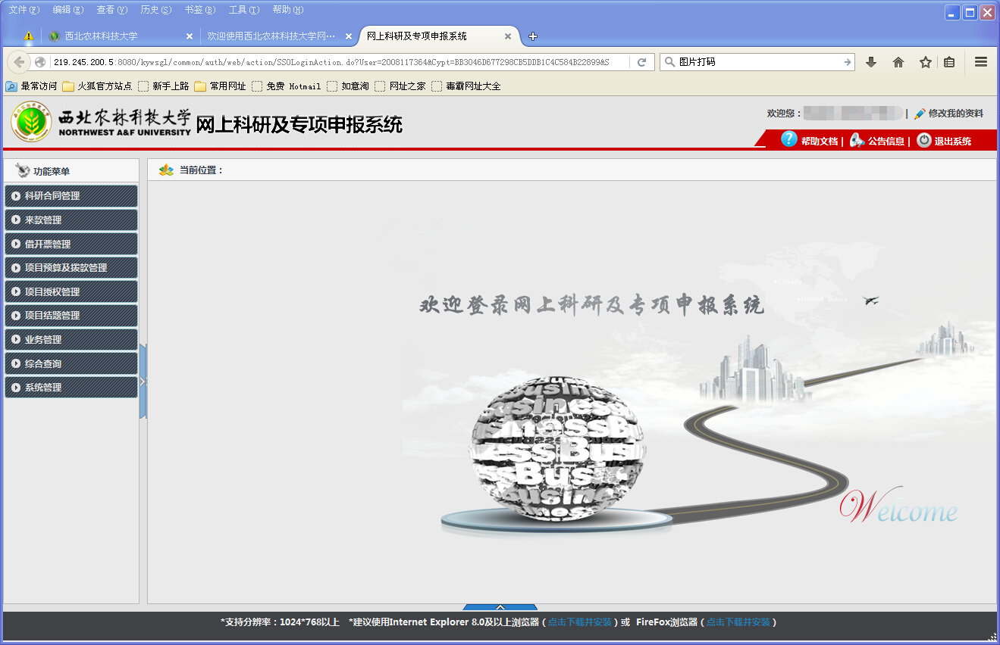 文件(F) 编辑(E) 查看(V) 历史(S) 书签(B) 工具(T) 帮助(H)
西北农林科技大学 欢迎使用西北农林科技大学网… 网上科研及专项申报系统
219.245.200.5:8080/kywsgl/common/auth/web/action/SSOLoginAction.do?User=2008117364&Cypt=BB3046D677298CB5DDB1C4C584B22899&S 图片打码
最常访问 火狐官方站点 新手上路 常用网址 免费 Hotmail 如意淘 网址之家 毒霸网址大全
西北农林科技大学
NORTHWEST A&F UNIVERSITY
网上科研及专项申报系统
欢迎您: | 修改我的资料
帮助文档 | 公告信息 | 退出系统
功能菜单
当前位置:
科研合同管理
来款管理
借开票管理
项目预算及拨款管理
项目授权管理
项目结题管理
业务管理
综合查询
系统管理
欢迎登录网上科研及专项申报系统
Canada
United States
Business
Business
Business
Welcome
*支持分辨率:1024*768以上 *建议使用Internet Explorer 8.0及以上浏览器(点击下载并安装)或 FireFox浏览器(点击下载并安装)